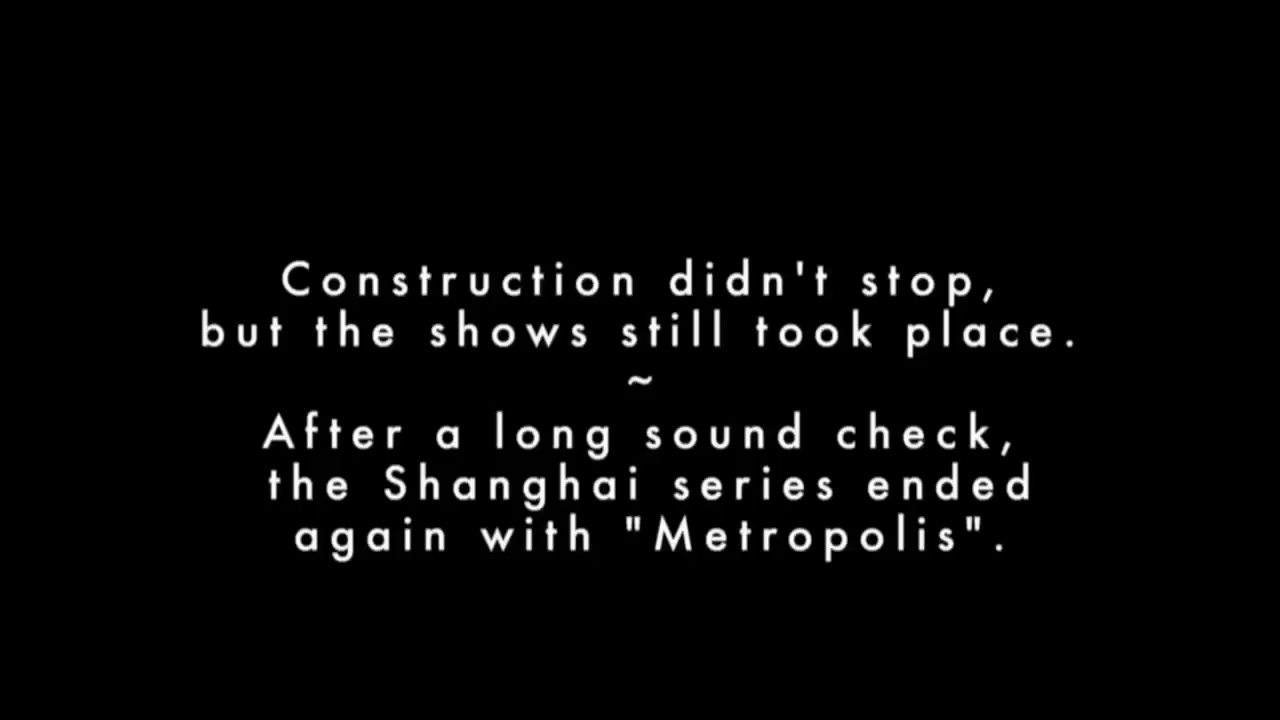 Construction didn't stop,
but the shows still took place.
~
After a long sound check,
the Shanghai series ended
again with "Metropolis".